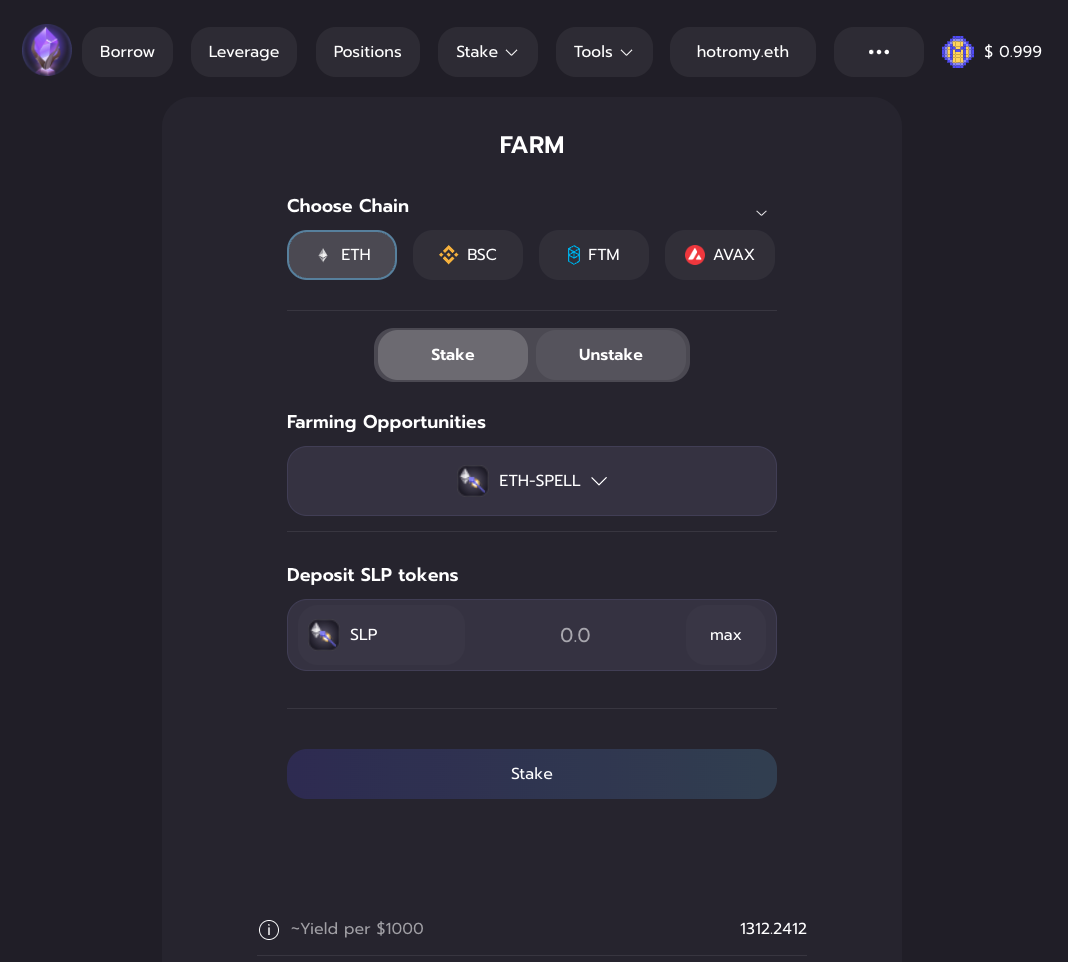 Borrow Leverage Positions Stake Tools hotromy.eth ••• $ 0.999
FARM
Choose Chain
ETH BSC FTM AVAX
Stake Unstake
Farming Opportunities
ETH-SPELL
Deposit SLP tokens
SLP 0.0 max
Stake
~Yield per $1000 1312.2412